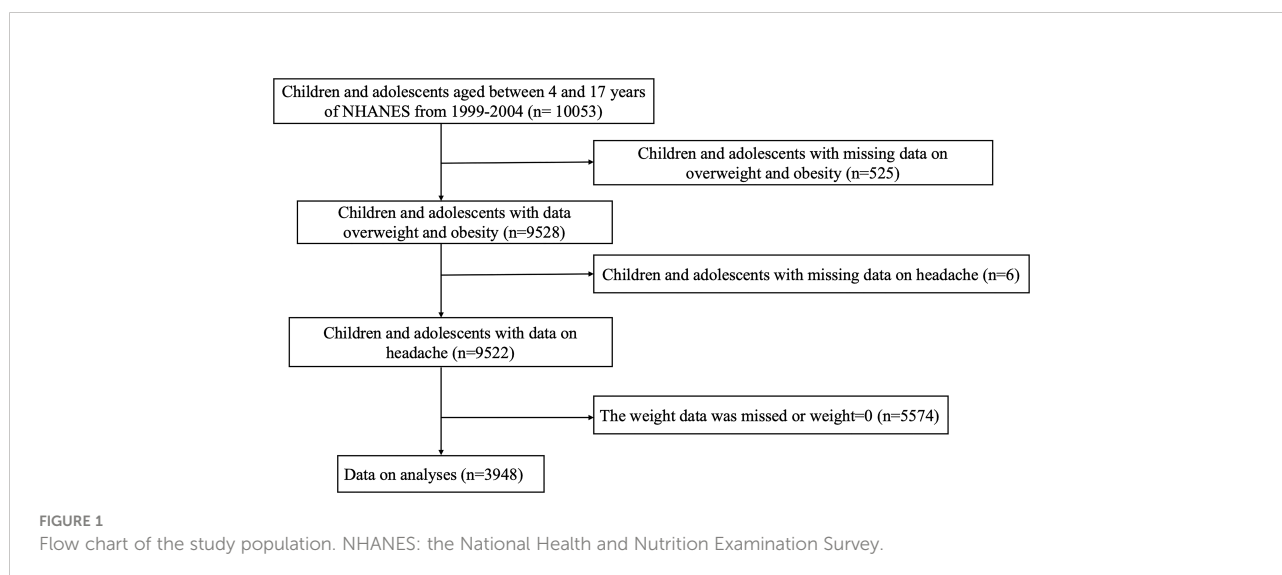 Children and adolescents aged between 4 and 17 years
of NHANES from 1999-2004 (n= 10053)
Children and adolescents with missing data on
overweight and obesity (n=525)
Children and adolescents with data
overweight and obesity (n=9528)
Children and adolescents with missing data on headache (n=6)
Children and adolescents with data on
headache (n=9522)
The weight data was missed or weight=0 (n=5574)
Data on analyses (n=3948)
FIGURE 1
Flow chart of the study population. NHANES: the National Health and Nutrition Examination Survey.